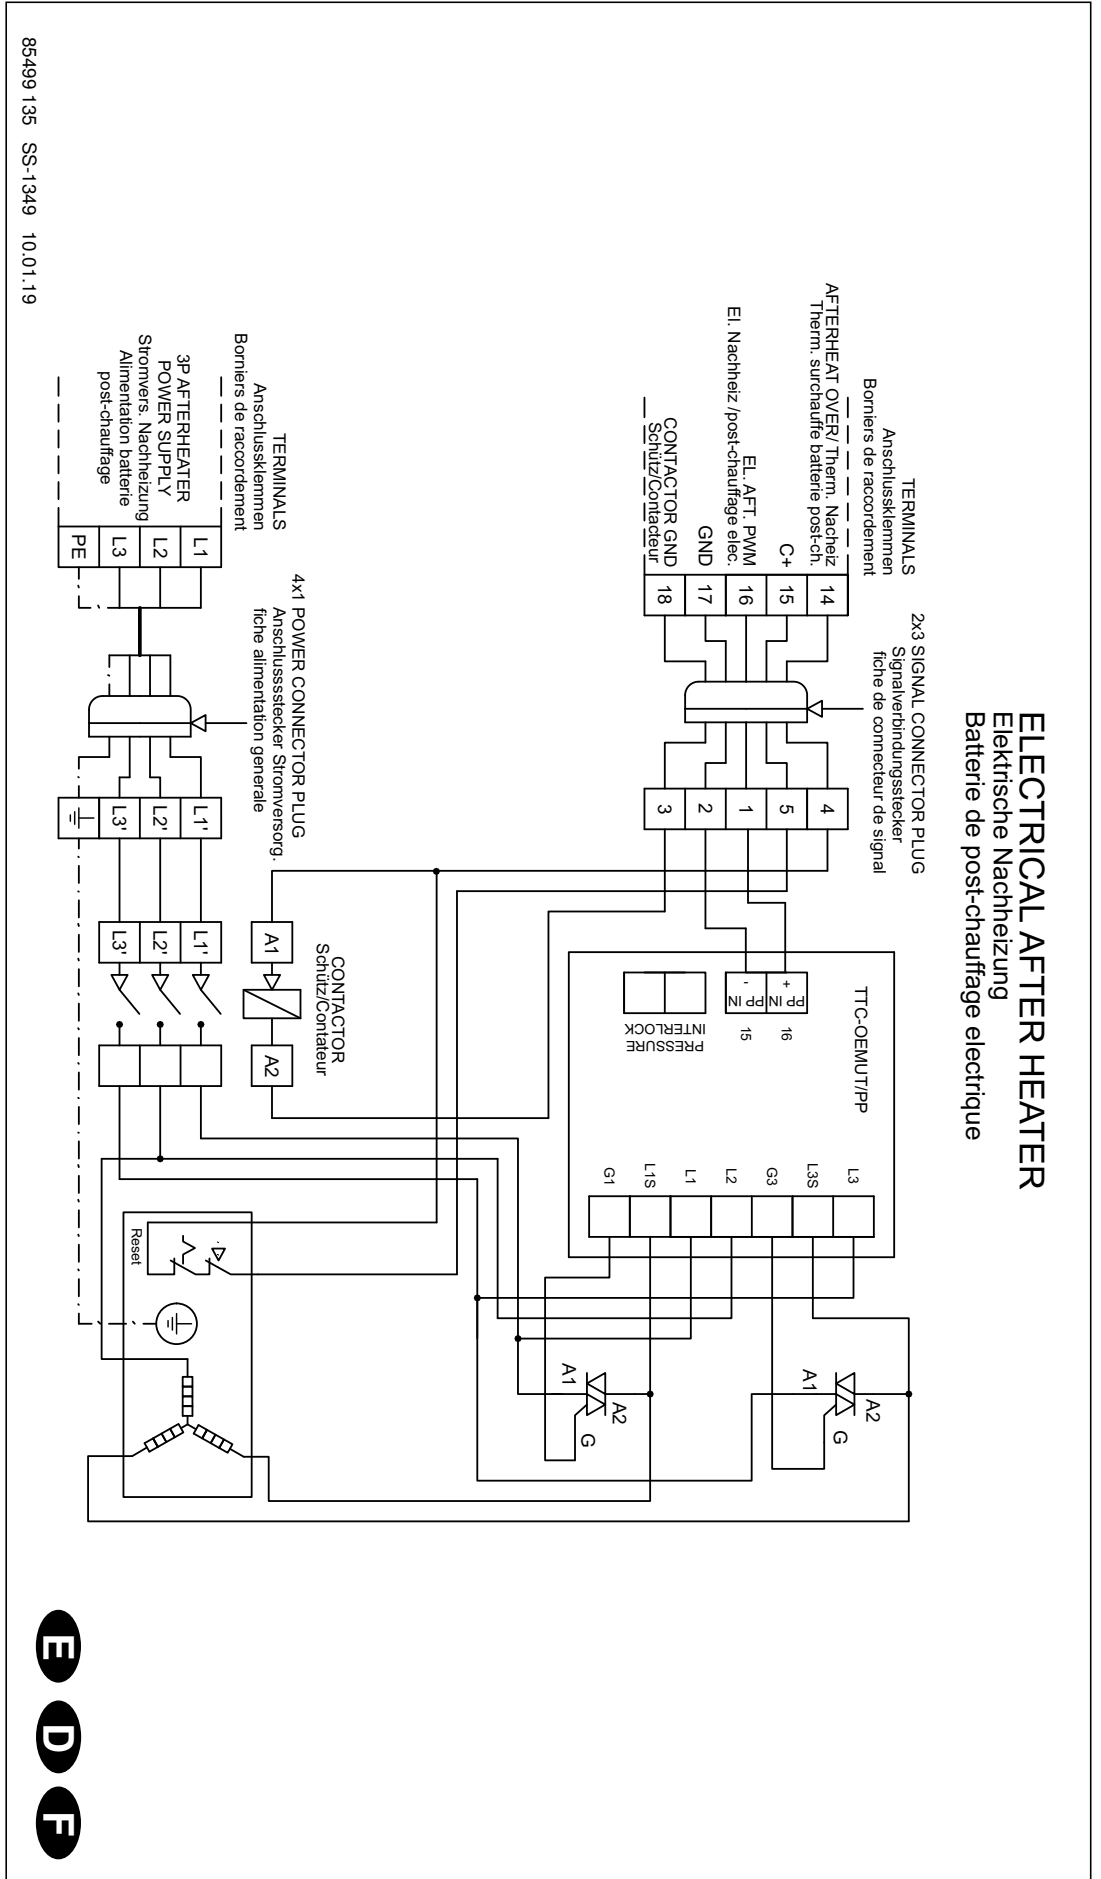 ELECTRICAL AFTER HEATER
Elektrische Nachheizung
Batterie de post-chauffage electrique
TERMINALS
Anschlussklemmen
Borniers de raccordement
2x3 SIGNAL CONNECTOR PLUG
Signalverbindungsstecker
fiche de connecteur de signal
AFTERHEAT OVER/ Therm. Nacheiz
Therm. surchauffe batterie post-ch.
C+
EL. AFT. PWM
El. Nachheiz /post-chauffage elec.
GND
CONTACTOR GND
Schütz/Contacteur
14
15
16
17
18
4
5
1
2
3
TTC-OEMUT/PP
+ PP IN
- PP IN
16
15
PRESSURE
INTERLOCK
L3
L3S
G3
L2
L1
L1S
G1
A1
A2
G
A1
A2
G
CONTACTOR
Schütz/Contateur
A1
A2
TERMINALS
Anschlussklemmen
Borniers de raccordement
4x1 POWER CONNECTOR PLUG
Anschlusssstecker Stromversorg.
fiche alimentation generale
3P AFTERHEATER
POWER SUPPLY
Stromvers. Nachheizung
Alimentation batterie
post-chauffage
L1
L2
L3
PE
L1'
L2'
L3'
L1'
L2'
L3'
Reset
85499 135 SS-1349 10.01.19
E D F